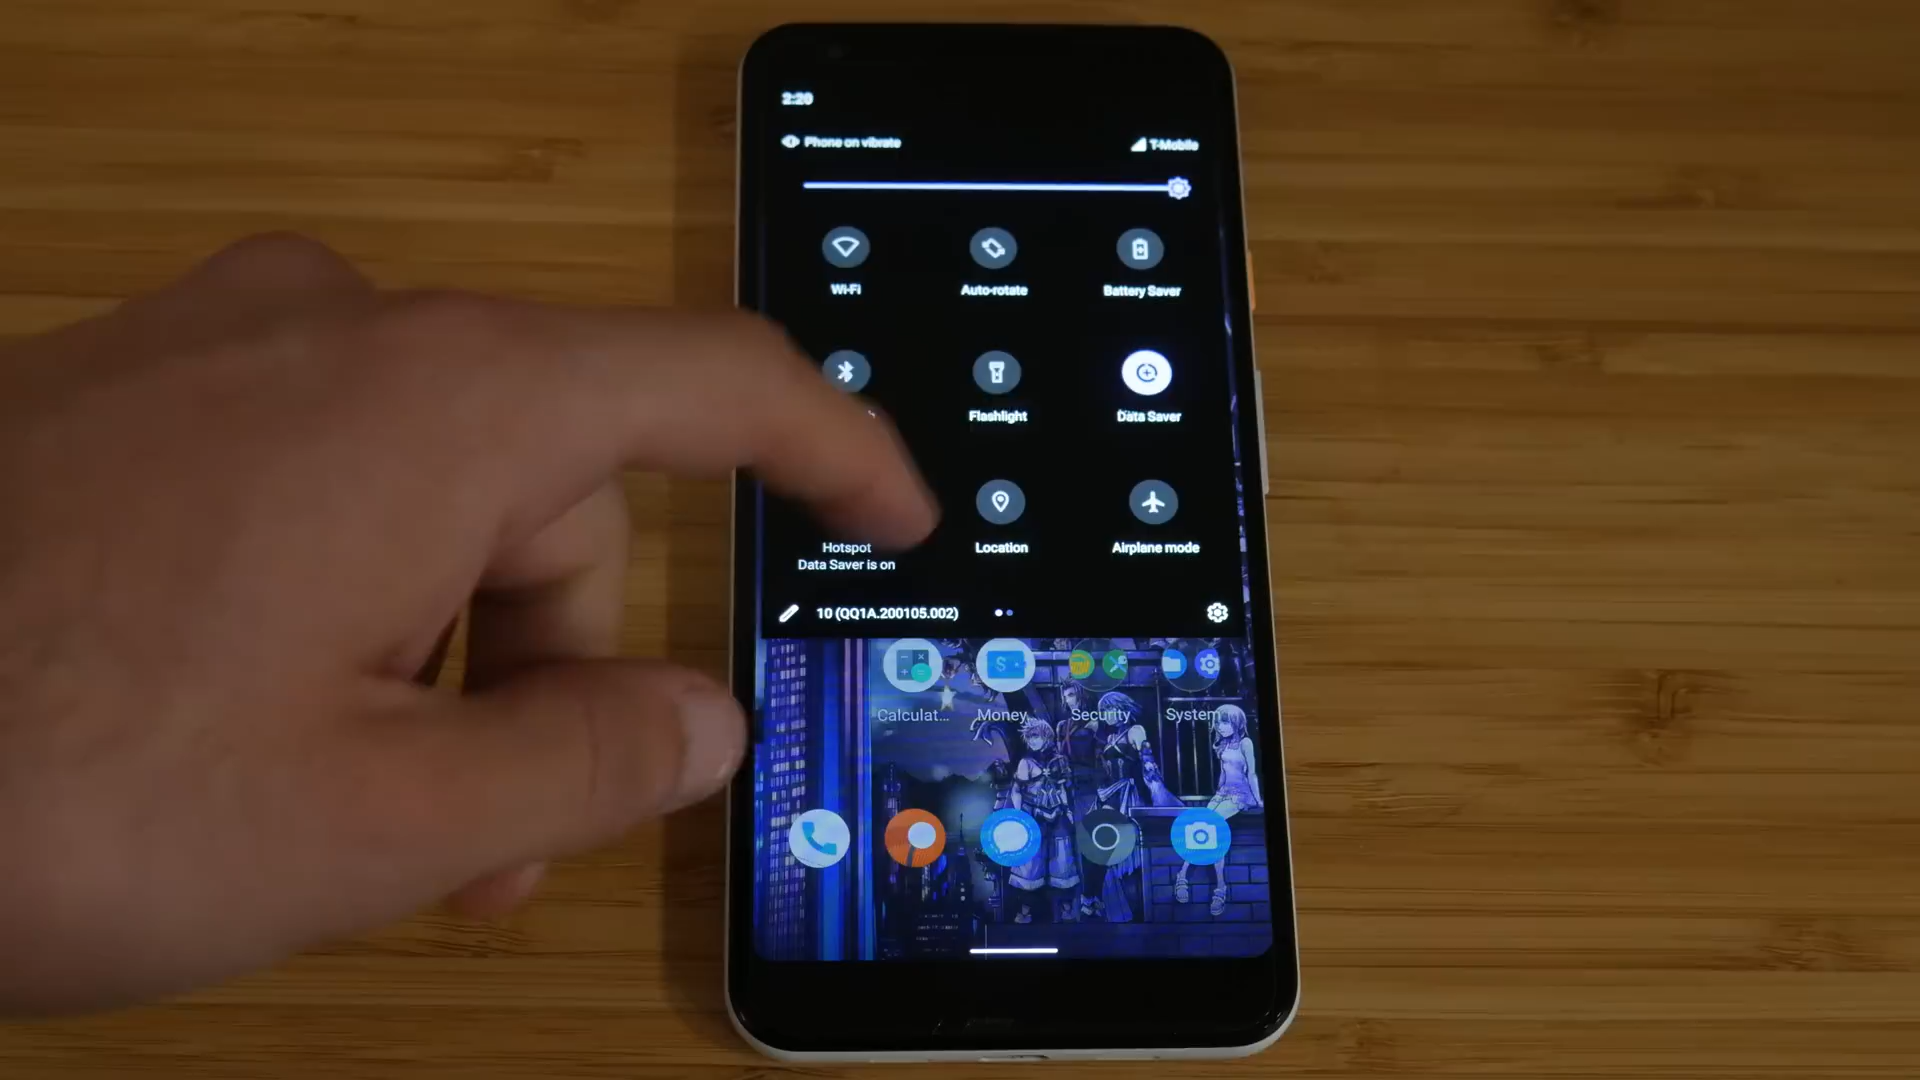 2:20
Phone on vibrate
T-Mobile
Wi-Fi
Auto-rotate
Battery Saver
Flashlight
Data Saver
Hotspot
Data Saver is on
Location
Airplane mode
10 (QQ1A.200105.002)
Calculat...
Money
Security
System